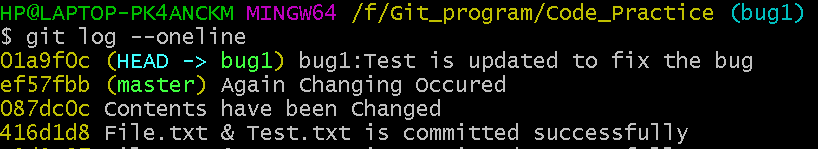 HP@LAPTOP-PK4ANCKM MINGW64 /f/Git_program/Code_Practice (bug1)
$ git log --oneline
01a9f0c (HEAD -> bug1) bug1:Test is updated to fix the bug
ef57fbb (master) Again Changing Occured
087dc0c Contents have been Changed
416d1d8 File.txt & Test.txt is committed successfully